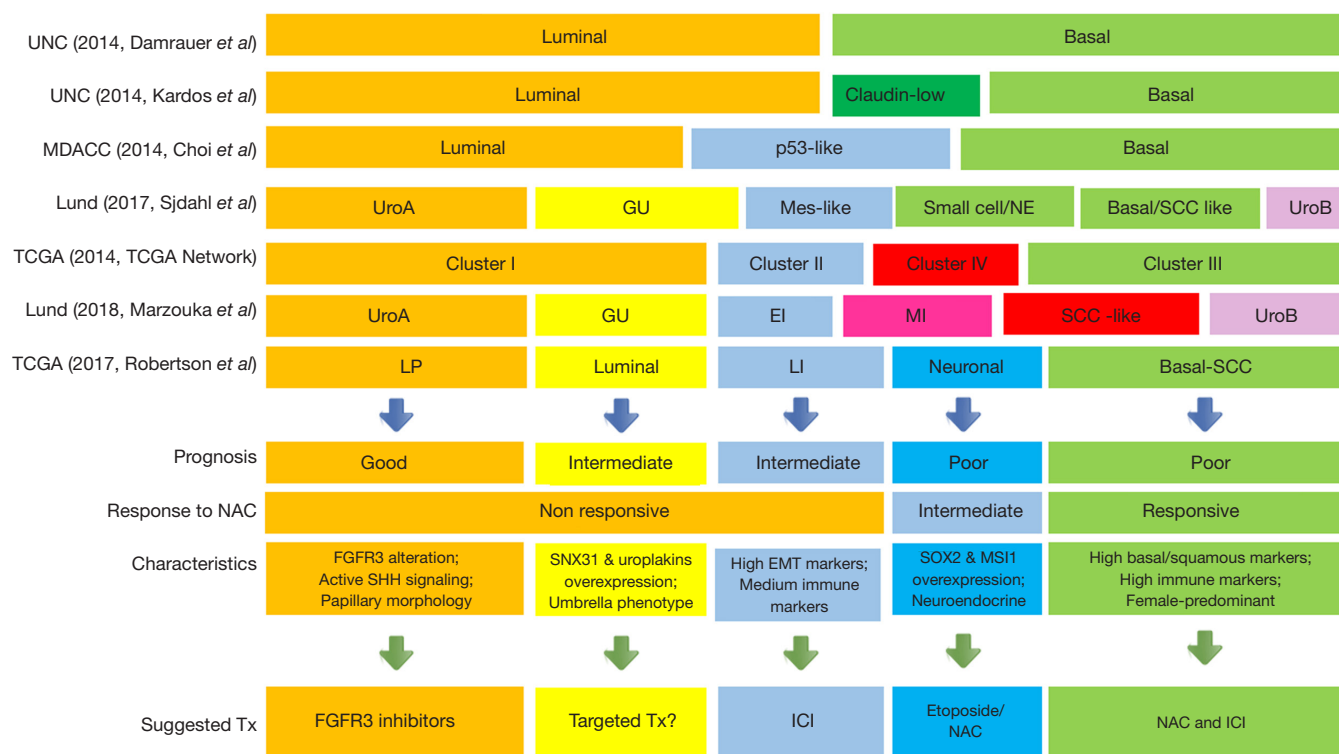 UNC (2014, Damrauer et al)
Luminal
Basal
UNC (2014, Kardos et al)
Luminal
Claudin-low
Basal
MDACC (2014, Choi et al)
Luminal
p53-like
Basal
Lund (2017, Sjdahl et al)
UroA
GU
Mes-like
Small cell/NE
Basal/SCC like
UroB
TCGA (2014, TCGA Network)
Cluster I
Cluster II
Cluster IV
Cluster III
Lund (2018, Marzouka et al)
UroA
GU
EI
MI
SCC -like
UroB
TCGA (2017, Robertson et al)
LP
Luminal
LI
Neuronal
Basal-SCC
Prognosis
Good
Intermediate
Intermediate
Poor
Poor
Response to NAC
Non responsive
Intermediate
Responsive
Characteristics
FGFR3 alteration;
Active SHH signaling;
Papillary morphology
SNX31 & uroplakins
overexpression;
Umbrella phenotype
High EMT markers;
Medium immune
markers
SOX2 & MSI1
overexpression;
Neuroendocrine
High basal/squamous markers;
High immune markers;
Female-predominant
Suggested Tx
FGFR3 inhibitors
Targeted Tx?
ICI
Etoposide/
NAC
NAC and ICI